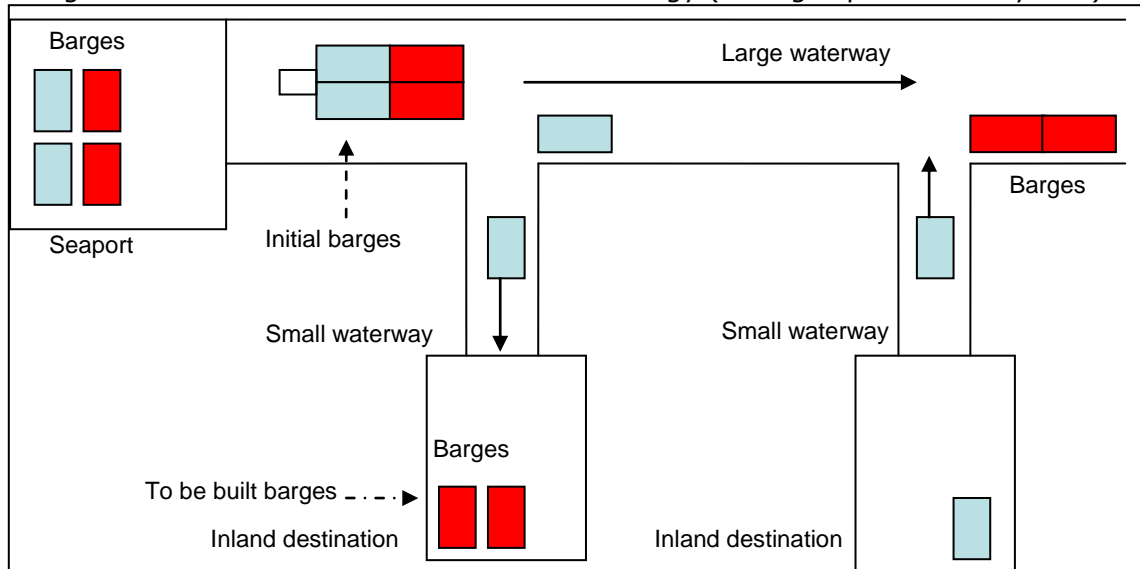 Barges
Large waterway
Barges
Seaport
Initial barges
Small waterway
Small waterway
Barges
To be built barges
Inland destination
Inland destination